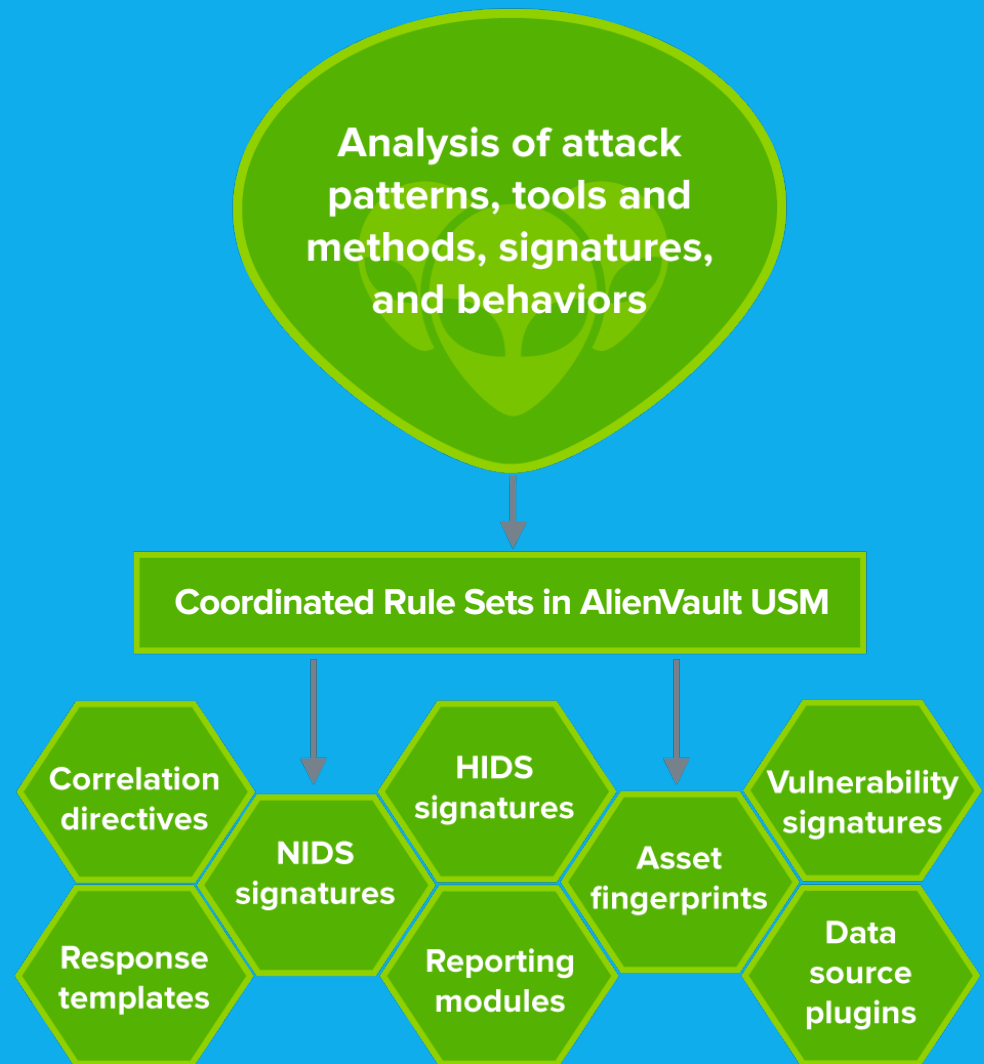 Analysis of attack
patterns, tools and
methods, signatures,
and behaviors
Coordinated Rule Sets in AlienVault USM
Correlation
directives
NIDS
signatures
HIDS
signatures
Asset
fingerprints
Vulnerability
signatures
Response
templates
Reporting
modules
Data
source
plugins